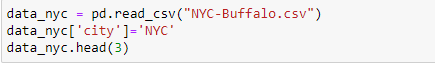 data_nyc = pd.read_csv("NYC-Buffalo.csv")
data_nyc['city']='NYC'
data_nyc.head(3)